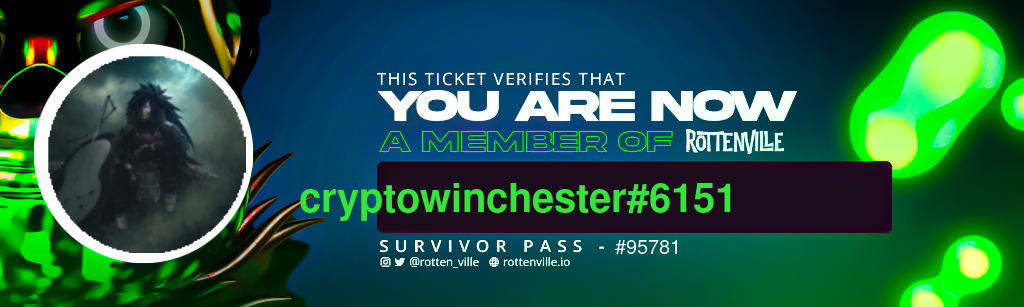 THIS TICKET VERIFIES THAT
YOU ARE NOW
A MEMBER OF ROTTENVILLE
cryptowinchester#6151
SURVIVOR PASS - #95781
@rotten_ville rottenville.io